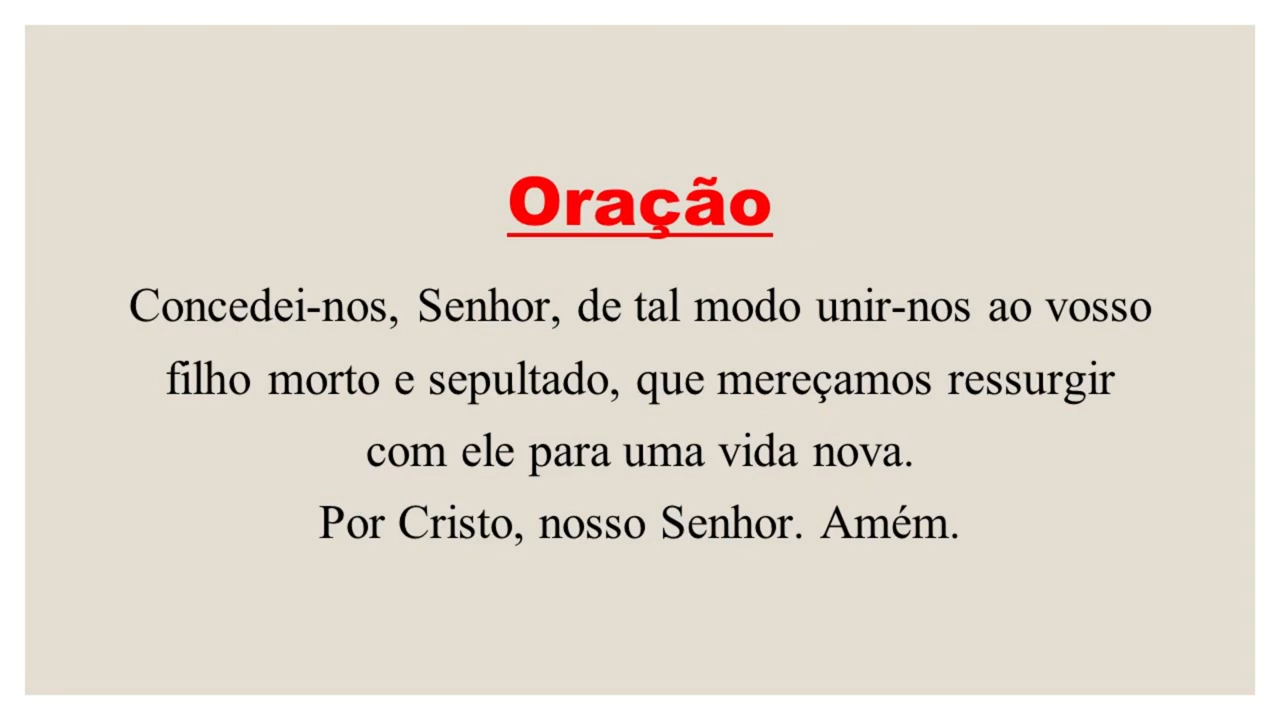 Oração
Concedei-nos, Senhor, de tal modo unir-nos ao vosso
filho morto e sepultado, que mereçamos ressurgir
com ele para uma vida nova.
Por Cristo, nosso Senhor. Amém.